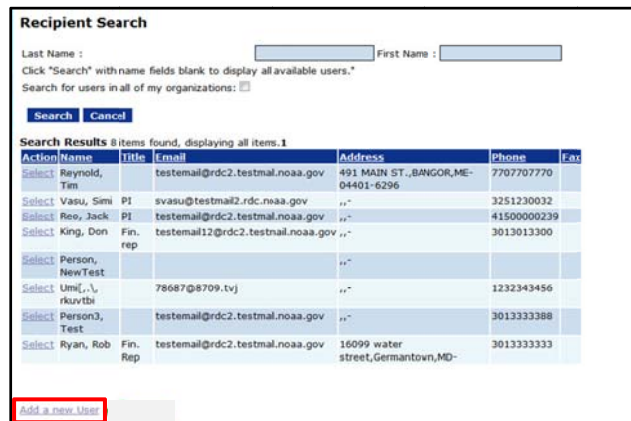 Recipient Search
Last Name : First Name :
Click "Search" with name fields blank to display all available users."
Search for users in all of my organizations:
Search Cancel
Search Results 8 items found, displaying all items.1
Action Name Title Email Address Phone Fax
Select Reynold, testemail@rdc2.testmal.noaa.gov 491 MAIN ST.,BANGOR,ME- 7707707770
Tim 04401-6296
Select Vasu, Simi PI svasu@testmail2.rdc.noaa.gov ,,- 3251230032
Select Reo, Jack PI testemail@rdc2.testmal.noaa.gov ,,- 41500000239
Select King, Don Fin. testemail12@rdc2.testnail.noaa.gov ,,- 3013013300
rep
Select Person, ,,-
NewTest
Select Umi[,.\, 78687@8709.tvj ,,- 1232343456
rkuvtbi
Select Person3, testemail@rdc2.testmal.noaa.gov ,,- 3013333388
Test
Select Ryan, Rob Fin. testemail@rdc2.testmal.noaa.gov 16099 water 3013333333
Rep street,Germantown,MD-
Add a new User